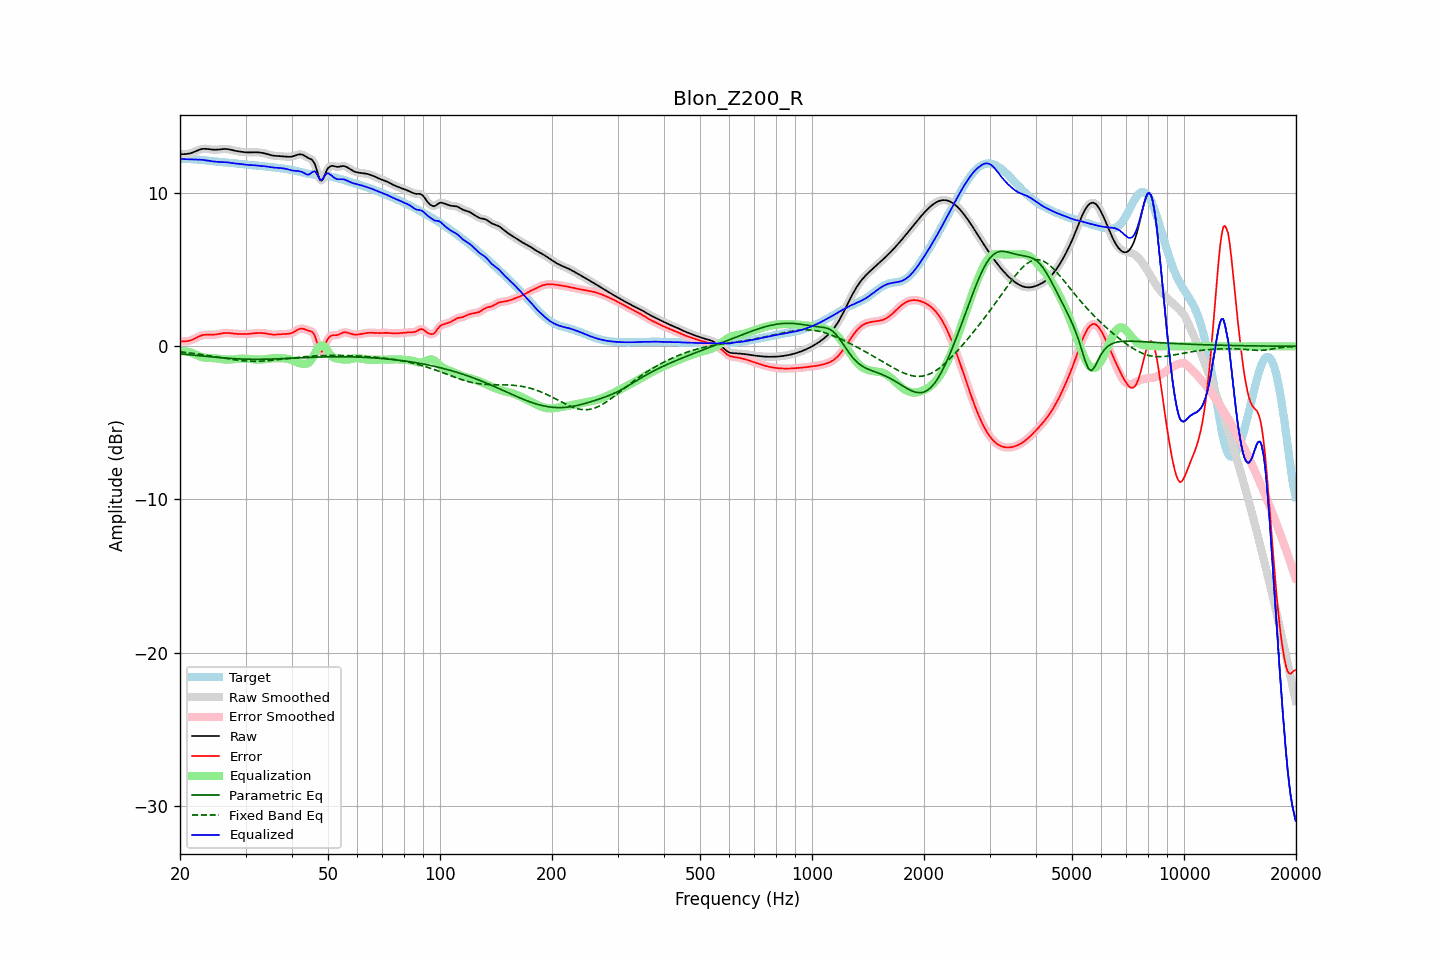 Blon_Z200_R
Amplitude (dBr)
10
0
−10
−20
−30
Target
Raw Smoothed
Error Smoothed
Raw
Error
Equalization
Parametric Eq
Fixed Band Eq
Equalized
20 50 100 200 500 1000 2000 5000 10000 20000
Frequency (Hz)